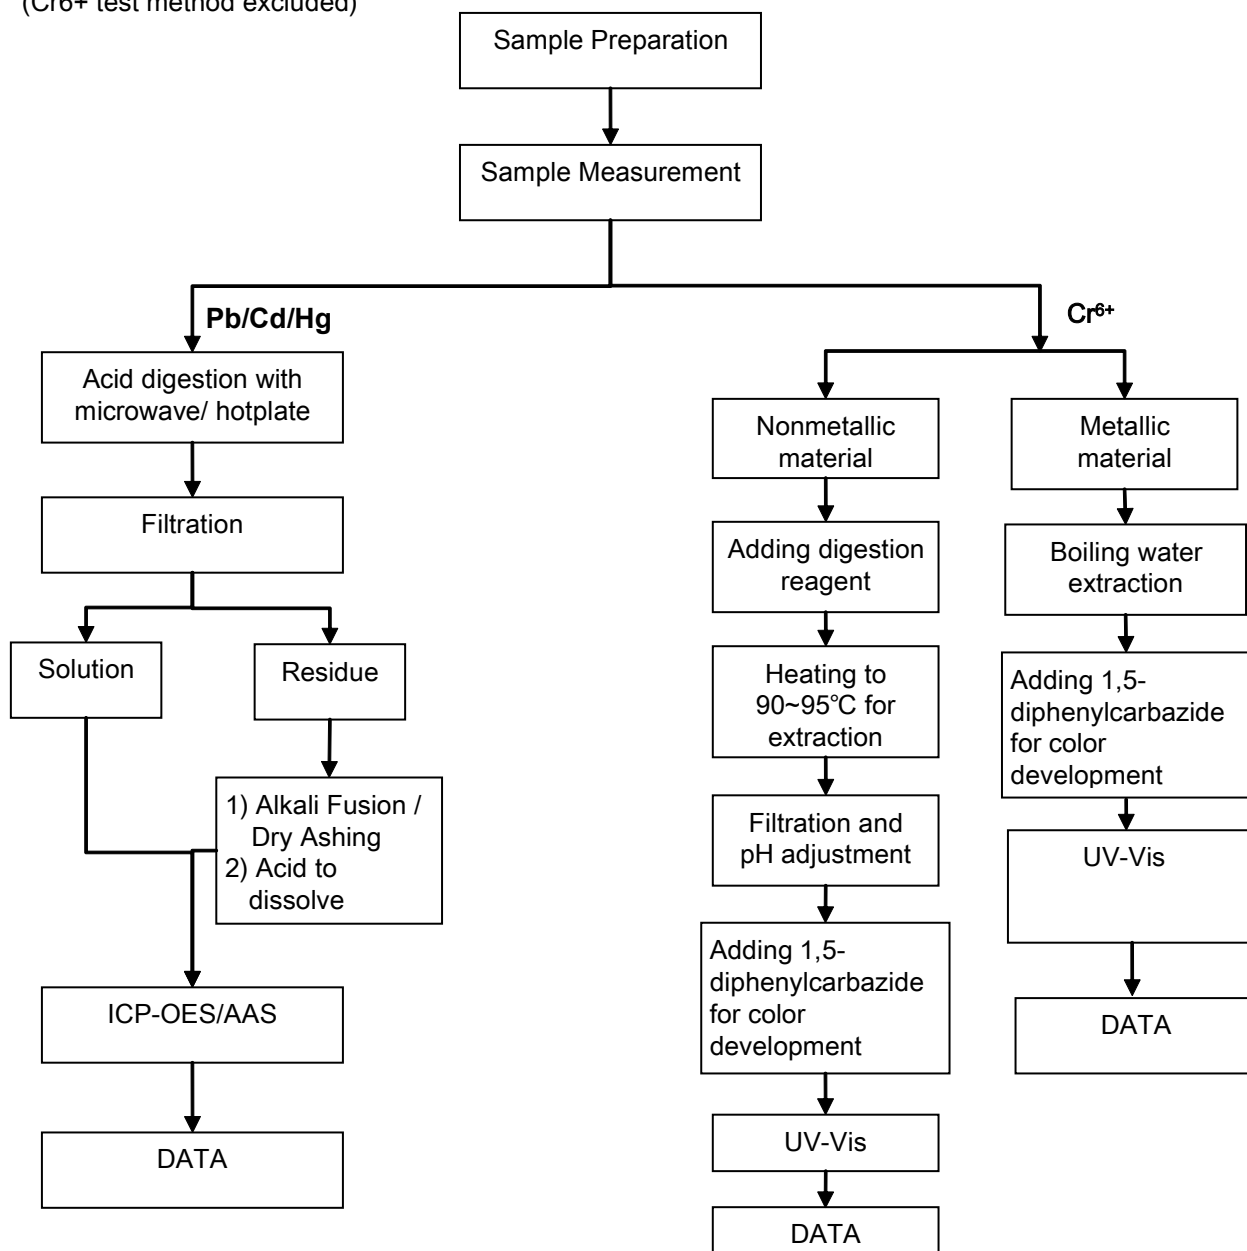 (Cr6+ test method excluded)
Sample Preparation
Sample Measurement
Pb/Cd/Hg
Cr⁶⁺
Acid digestion with
microwave/ hotplate
Filtration
Solution
Residue
1) Alkali Fusion /
Dry Ashing
2) Acid to
dissolve
ICP-OES/AAS
DATA
Nonmetallic
material
Adding digestion
reagent
Heating to
90~95℃ for
extraction
Filtration and
pH adjustment
Adding 1,5-
diphenylcarbazide
for color
development
UV-Vis
DATA
Metallic
material
Boiling water
extraction
Adding 1,5-
diphenylcarbazide
for color
development
UV-Vis
DATA